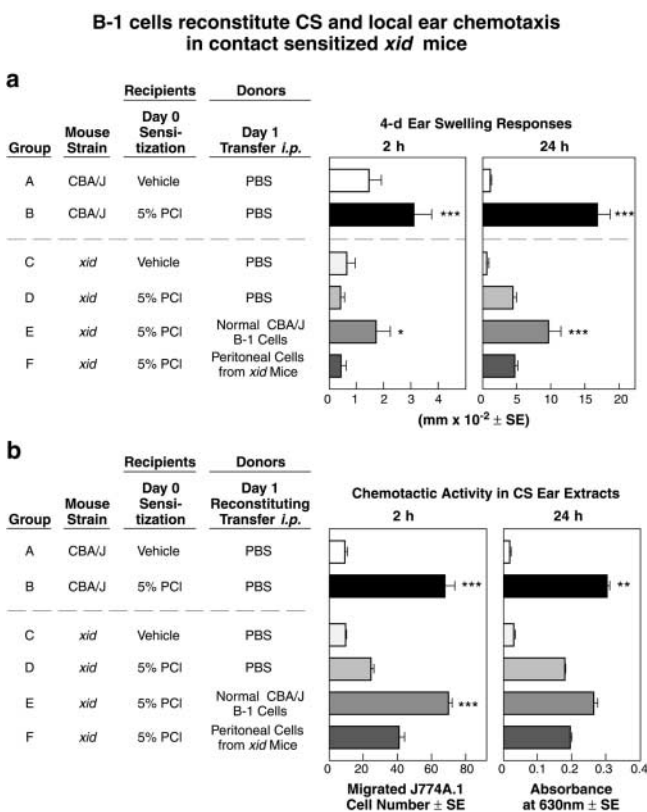 B-1 cells reconstitute CS and local ear chemotaxis
in contact sensitized xid mice
a
Recipients Donors
Day 0
Sensi-
tization
Day 1
Transfer i.p.
Group Mouse
Strain
4-d Ear Swelling Responses
2 h 24 h
A CBA/J Vehicle PBS
B CBA/J 5% PCl PBS *** ***
C xid Vehicle PBS
D xid 5% PCl PBS
E xid 5% PCl Normal CBA/J
B-1 Cells * ***
F xid 5% PCl Peritoneal Cells
from xid Mice
0 1 2 3 4 0 5 10 15 20
(mm x 10-2 ± SE)
b
Recipients Donors
Day 0
Sensi-
tization
Day 1
Reconstituting
Transfer i.p.
Group Mouse
Strain
Chemotactic Activity in CS Ear Extracts
2 h 24 h
A CBA/J Vehicle PBS
B CBA/J 5% PCl PBS *** **
C xid Vehicle PBS
D xid 5% PCl PBS
E xid 5% PCl Normal CBA/J
B-1 Cells ***
F xid 5% PCl Peritoneal Cells
from xid Mice
0 20 40 60 80 0 0.1 0.2 0.3 0.4
Migrated J774A.1
Cell Number ± SE
Absorbance
at 630nm ± SE